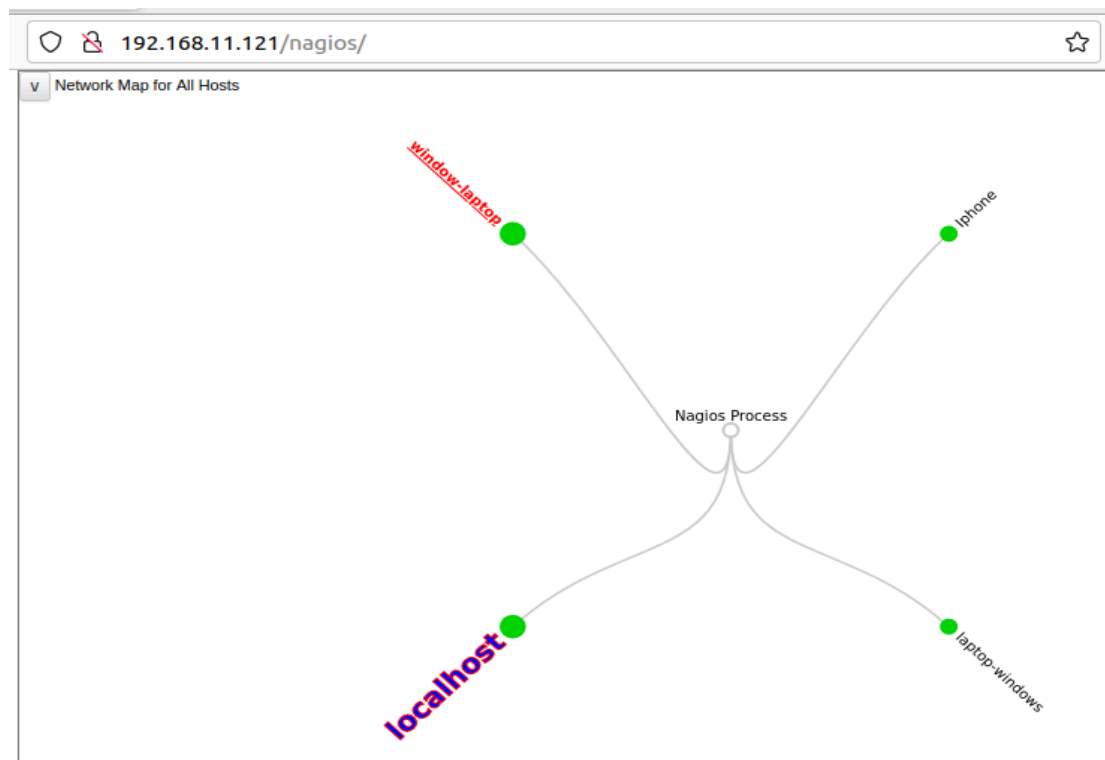 192.168.11.121/nagios/
v Network Map for All Hosts
window-laptop
Iphone
Nagios Process
localhost
laptop-windows